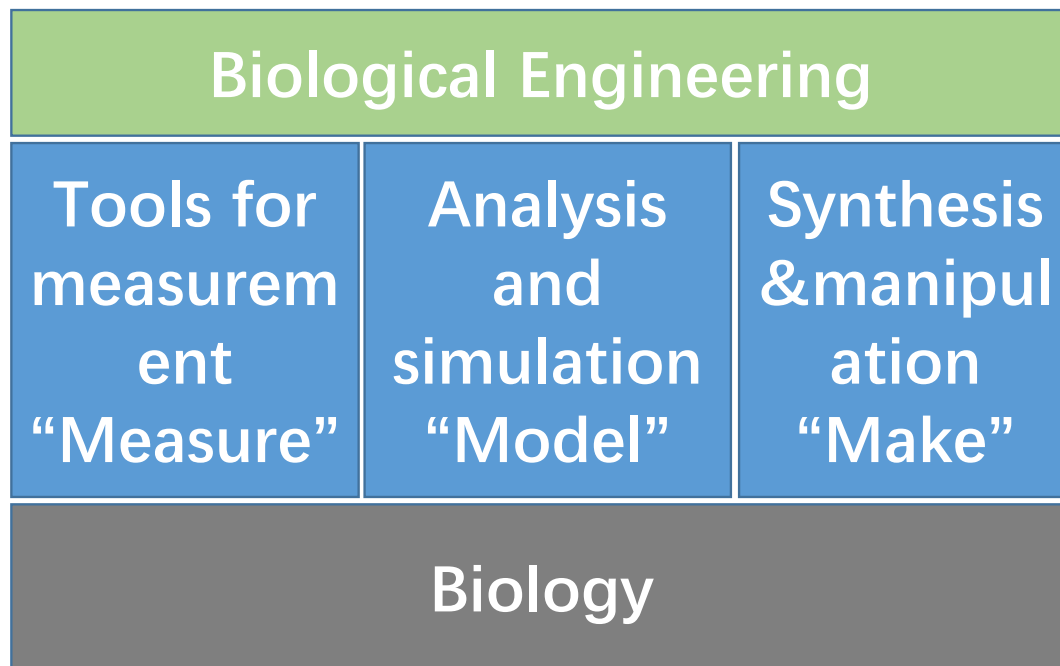 Biological Engineering
Tools for
measurem
ent
“Measure”
Analysis
and
simulation
“Model”
Synthesis
&manipul
ation
“Make”
Biology